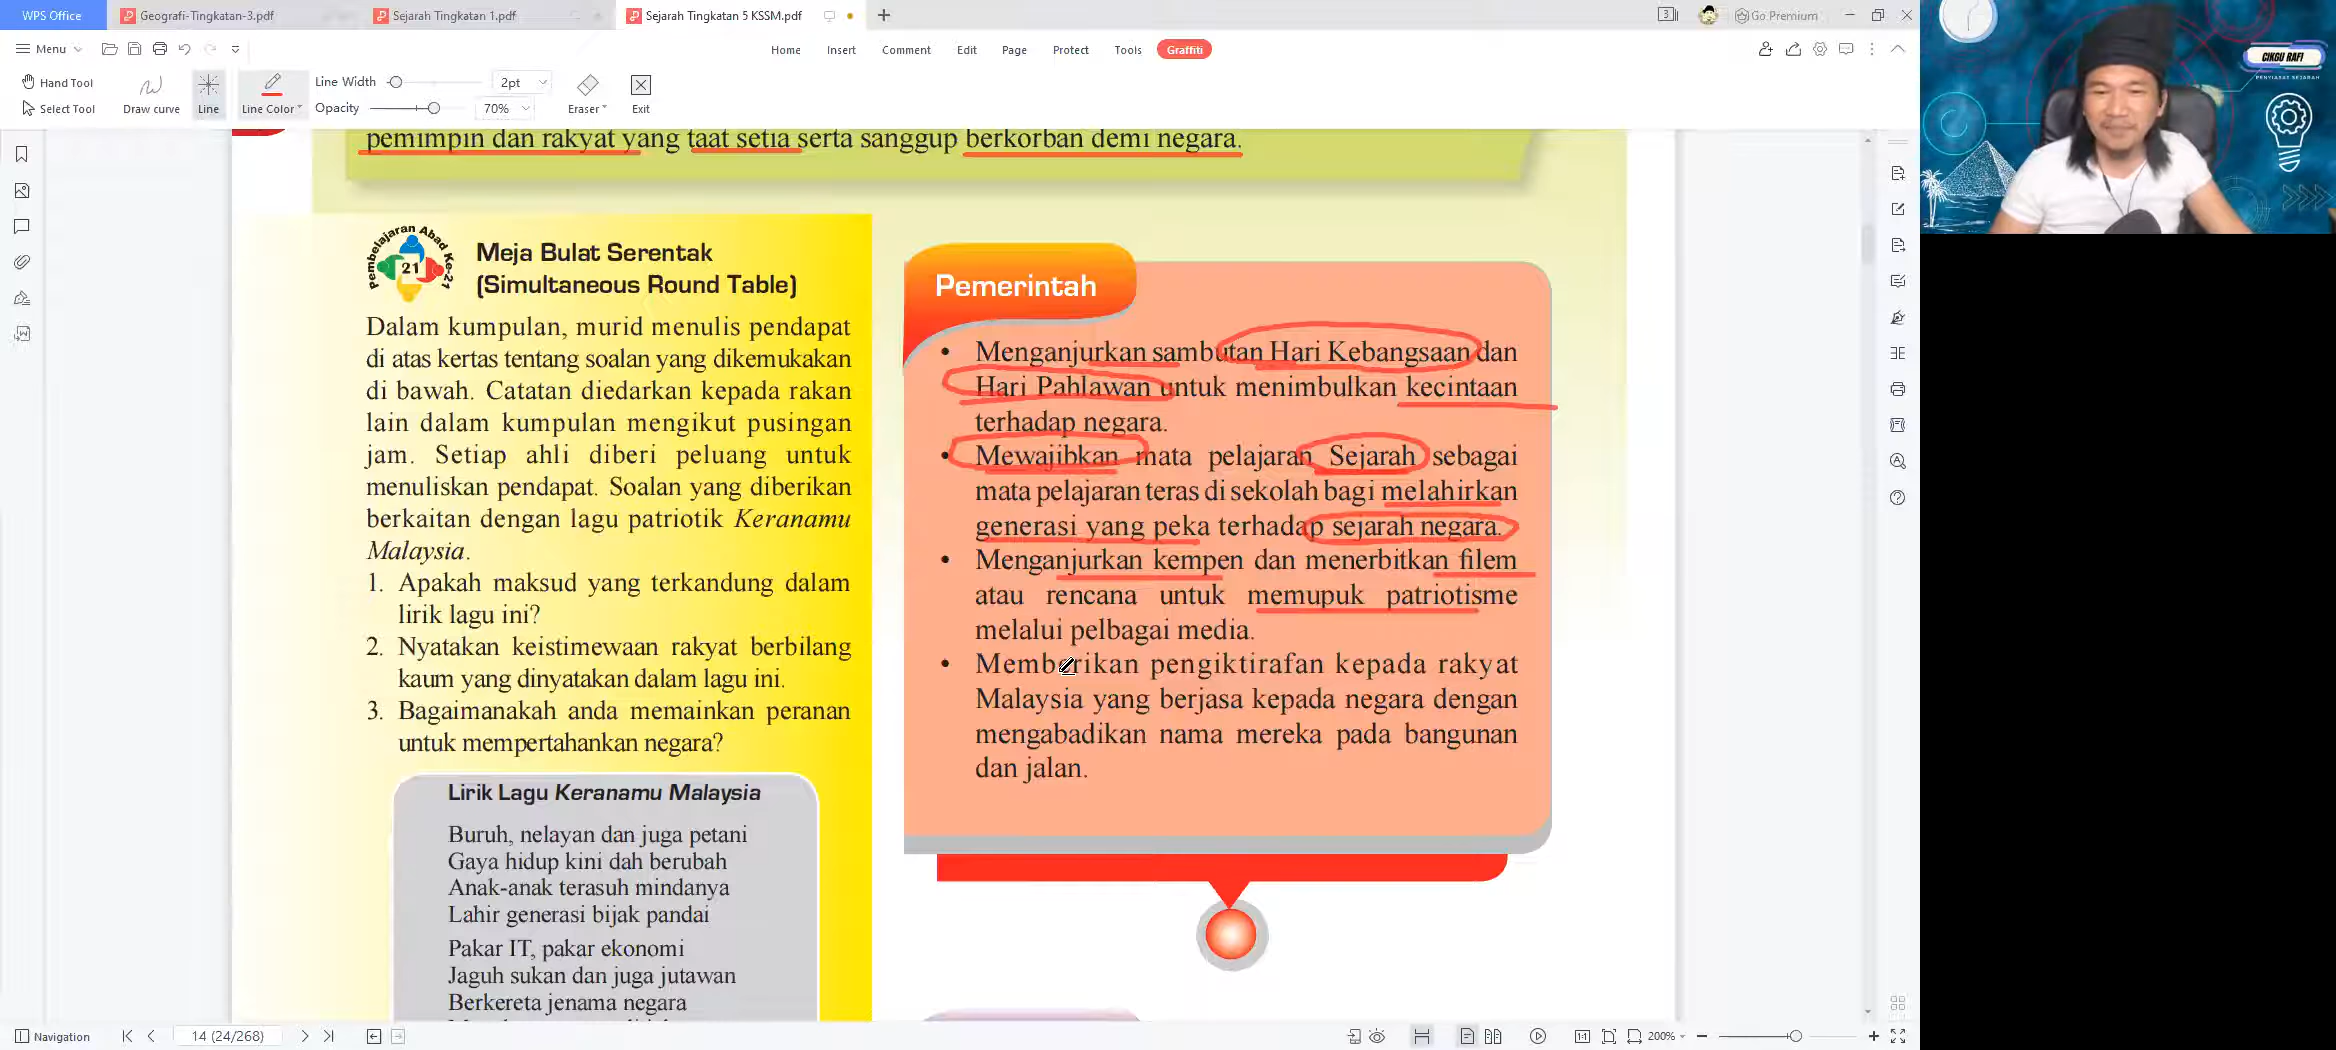 WPS Office
Geografi-Tingkatan-3.pdf
Sejarah Tingkatan 1.pdf
Sejarah Tingkatan 5 KSSM.pdf
3
Go Premium
Menu
Home
Insert
Comment
Edit
Page
Protect
Tools
Graffiti
Hand Tool
Select Tool
Draw curve
Line
Line Color
Line Width
2pt
Opacity
70%
Eraser
Exit
CIKGU RAFI
PENYIASAT SEJARAH
pemimpin dan rakyat yang taat setia serta sanggup berkorban demi negara.
Pembelajaran Abad Ke-21
21
Meja Bulat Serentak
(Simultaneous Round Table)
Dalam kumpulan, murid menulis pendapat
di atas kertas tentang soalan yang dikemukakan
di bawah. Catatan diedarkan kepada rakan
lain dalam kumpulan mengikut pusingan
jam. Setiap ahli diberi peluang untuk
menuliskan pendapat. Soalan yang diberikan
berkaitan dengan lagu patriotik Keranamu
Malaysia.
1. Apakah maksud yang terkandung dalam
lirik lagu ini?
2. Nyatakan keistimewaan rakyat berbilang
kaum yang dinyatakan dalam lagu ini.
3. Bagaimanakah anda memainkan peranan
untuk mempertahankan negara?
Lirik Lagu Keranamu Malaysia
Buruh, nelayan dan juga petani
Gaya hidup kini dah berubah
Anak-anak terasuh mindanya
Lahir generasi bijak pandai
Pakar IT, pakar ekonomi
Jaguh sukan dan juga jutawan
Berkereta jenama negara
Pemerintah
• Menganjurkan sambutan Hari Kebangsaan dan
Hari Pahlawan untuk menimbulkan kecintaan
terhadap negara.
• Mewajibkan mata pelajaran Sejarah sebagai
mata pelajaran teras di sekolah bagi melahirkan
generasi yang peka terhadap sejarah negara.
• Menganjurkan kempen dan menerbitkan filem
atau rencana untuk memupuk patriotisme
melalui pelbagai media.
• Memberikan pengiktirafan kepada rakyat
Malaysia yang berjasa kepada negara dengan
mengabadikan nama mereka pada bangunan
dan jalan.
Navigation
14 (24/268)
200%